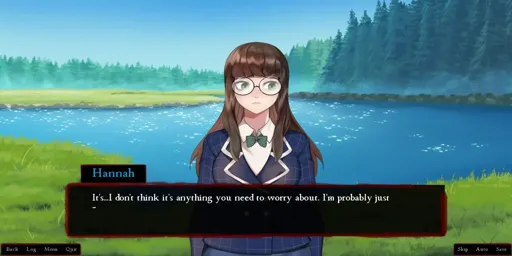 Hannah
It's...I don't think it's anything you need to worry about. I'm probably just
Back Log Menu Quit Skip Auto Save